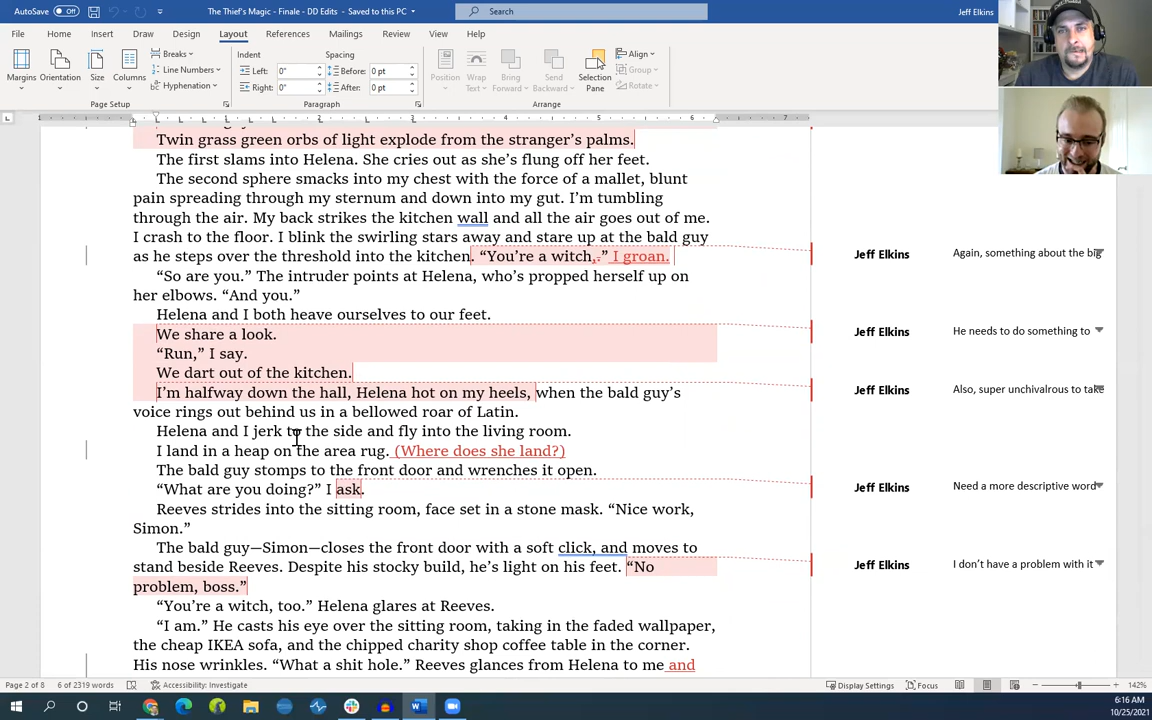 AutoSave Off The Thief's Magic - Finale - DD Edits - Saved to this PC Search Jeff Elkins
File Home Insert Draw Design Layout References Mailings Review View Help
Margins Orientation Size Columns Breaks Line Numbers Hyphenation
Page Setup
Indent Spacing
Left: 0" Before: 0 pt
Right: 0" After: 0 pt
Paragraph
Position Wrap Text Bring Forward Send Backward Selection Pane Align Group Rotate
Arrange
Twin grass green orbs of light explode from the stranger's palms.
The first slams into Helena. She cries out as she's flung off her feet.
The second sphere smacks into my chest with the force of a mallet, blunt
pain spreading through my sternum and down into my gut. I'm tumbling
through the air. My back strikes the kitchen wall and all the air goes out of me.
I crash to the floor. I blink the swirling stars away and stare up at the bald guy
as he steps over the threshold into the kitchen. “You're a witch,.” I groan.
“So are you.” The intruder points at Helena, who's propped herself up on
her elbows. “And you.”
Helena and I both heave ourselves to our feet.
We share a look.
“Run,” I say.
We dart out of the kitchen.
I'm halfway down the hall, Helena hot on my heels, when the bald guy's
voice rings out behind us in a bellowed roar of Latin.
Helena and I jerk to the side and fly into the living room.
I land in a heap on the area rug. (Where does she land?)
The bald guy stomps to the front door and wrenches it open.
“What are you doing?” I ask.
Reeves strides into the sitting room, face set in a stone mask. “Nice work,
Simon.”
The bald guy—Simon—closes the front door with a soft click, and moves to
stand beside Reeves. Despite his stocky build, he's light on his feet. “No
problem, boss.”
“You're a witch, too.” Helena glares at Reeves.
“I am.” He casts his eye over the sitting room, taking in the faded wallpaper,
the cheap IKEA sofa, and the chipped charity shop coffee table in the corner.
His nose wrinkles. “What a shit hole.” Reeves glances from Helena to me and
Jeff Elkins Again, something about the big
Jeff Elkins He needs to do something to
Jeff Elkins Also, super unchivalrous to take
Jeff Elkins Need a more descriptive word
Jeff Elkins I don't have a problem with it
Page 2 of 8 6 of 2319 words Accessibility: Investigate Display Settings Focus 142%
6:16 AM
10/25/2021